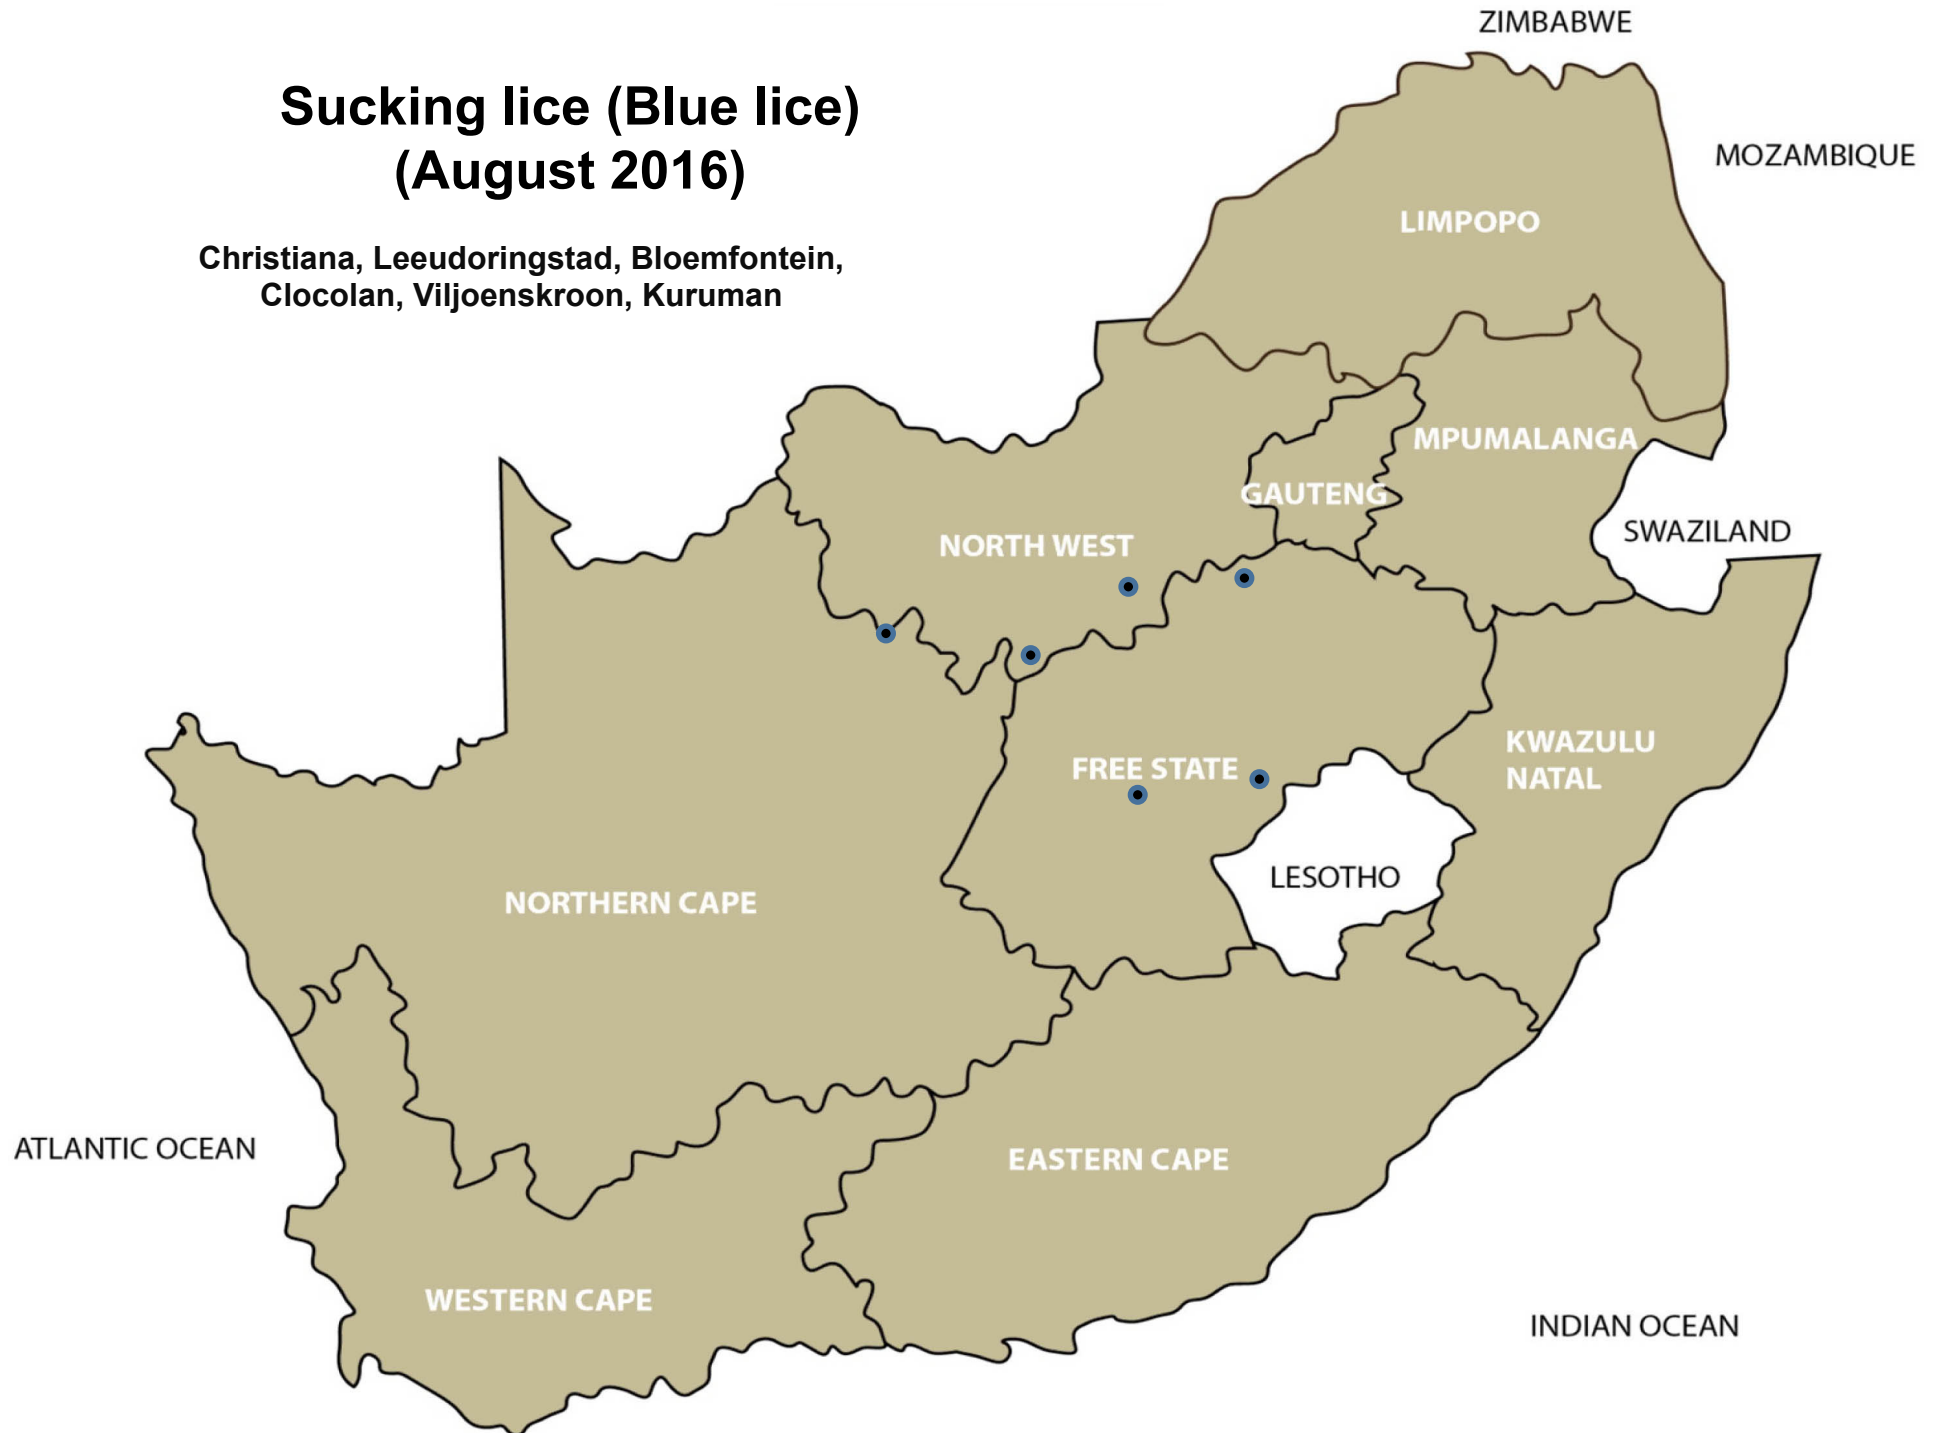 ZIMBABWE
Sucking lice (Blue lice)
(August 2016)
MOZAMBIQUE
LIMPOPO
Christiana, Leeudoringstad, Bloemfontein,
Clocolan, Viljoenskroon, Kuruman
MPUMALANGA
GAUTENG
SWAZILAND
NORTH WEST
KWAZULU
NATAL
FREE STATE
LESOTHO
NORTHERN CAPE
ATLANTIC OCEAN
EASTERN CAPE
WESTERN CAPE
INDIAN OCEAN